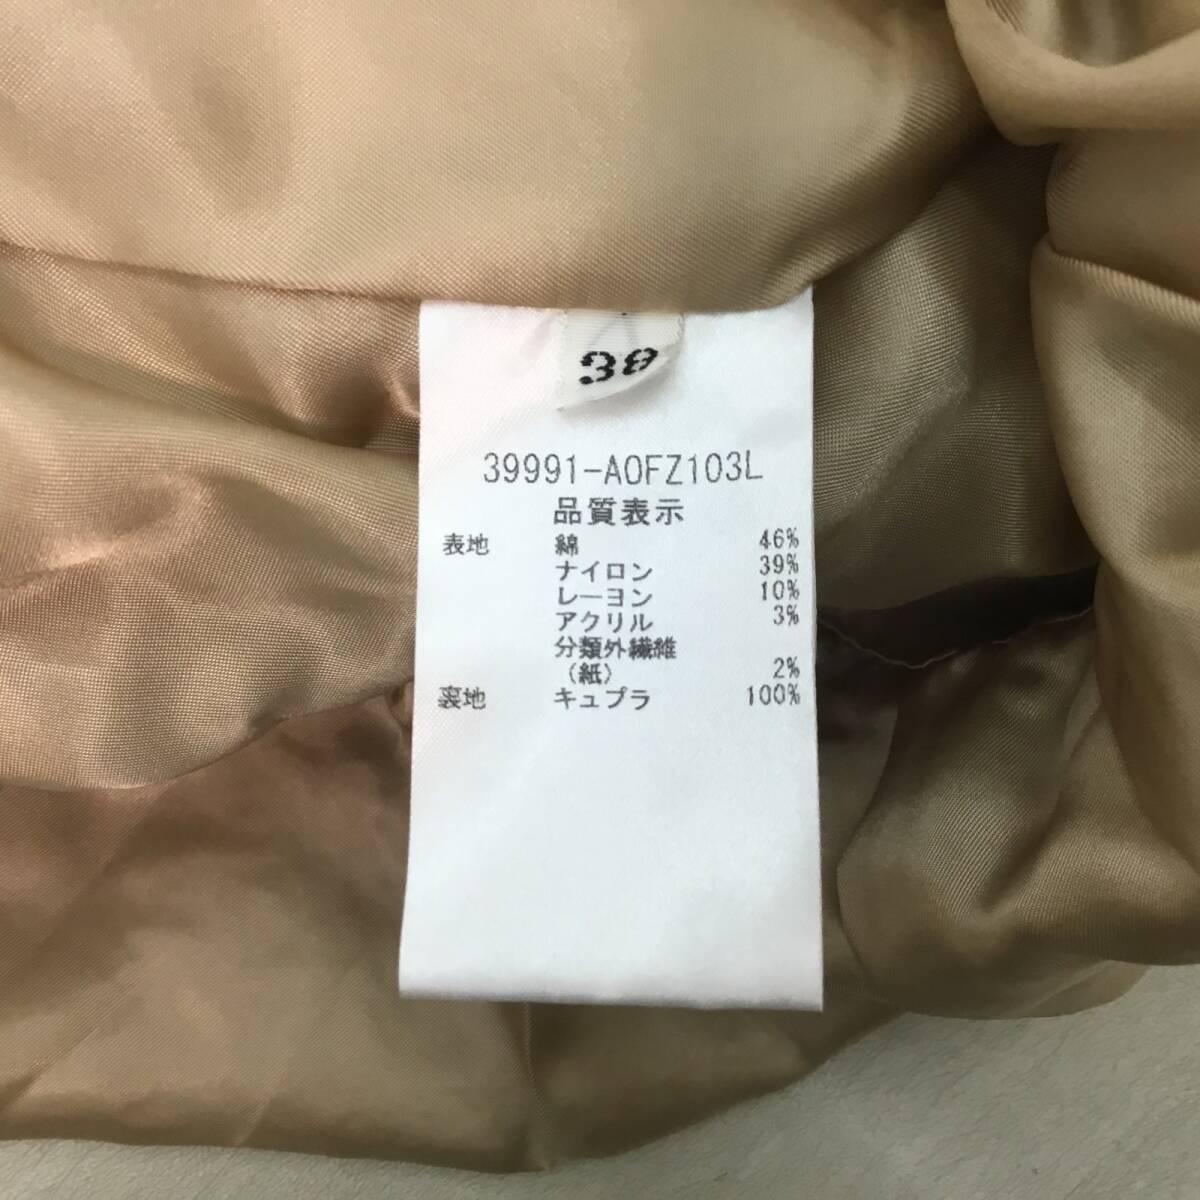 38
39991-A0FZ103L
品質表示
表地 綿 46%
ナイロン 39%
レーヨン 10%
アクリル 3%
分類外繊維
(紙) 2%
裏地 キュプラ 100%